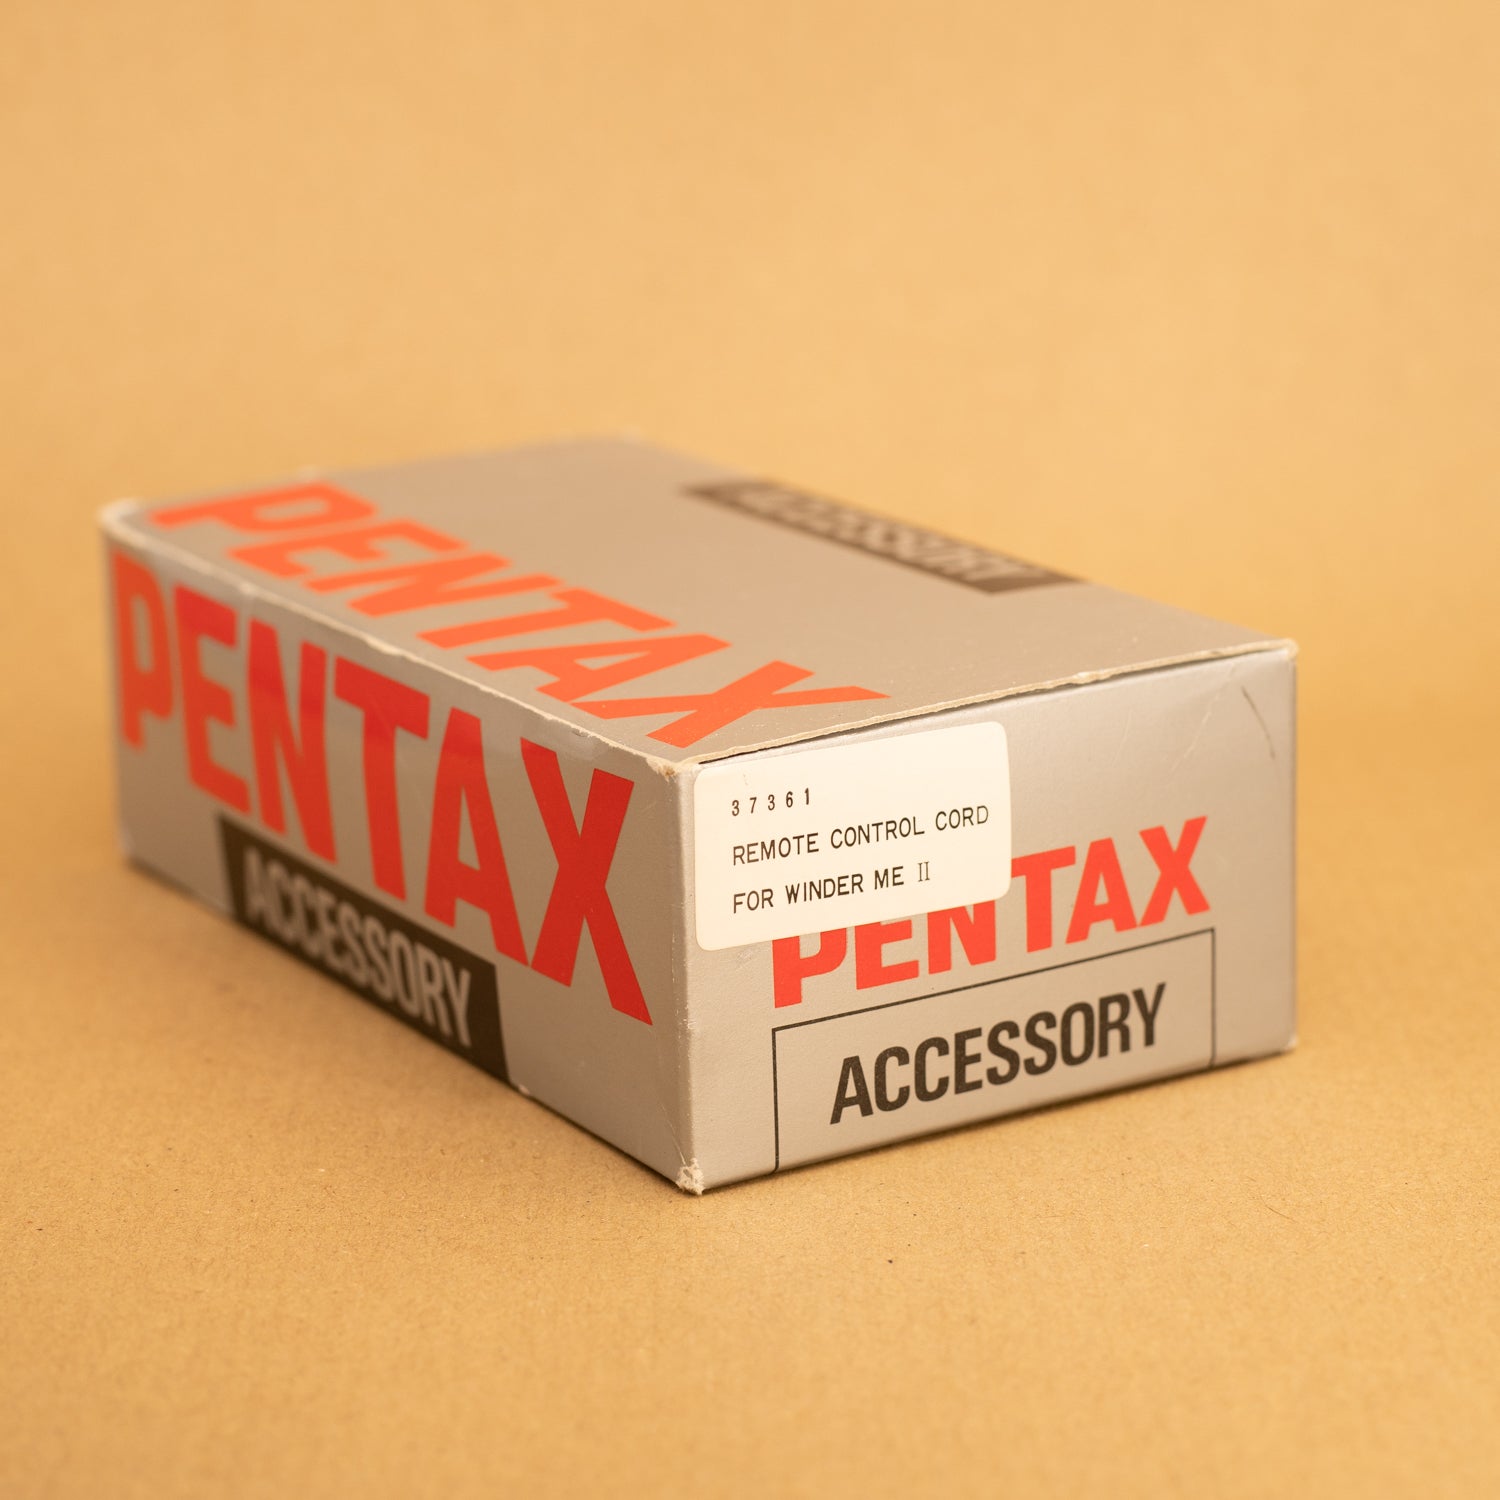 PENTAX
ACCESSORY
PENTAX
ACCESSORY
37361
REMOTE CONTROL CORD
FOR WINDER ME II
PENTAX
ACCESSORY